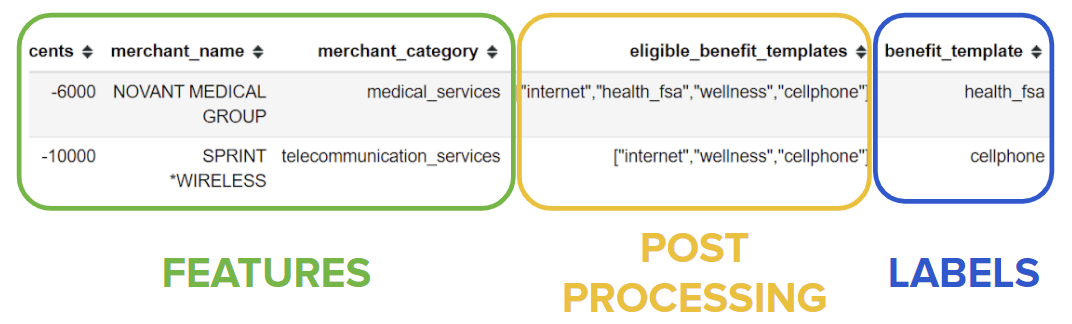 cents merchant_name merchant_category eligible_benefit_templates benefit_template
-6000 NOVANT MEDICAL medical_services ["internet","health_fsa","wellness","cellphone"] health_fsa
GROUP
-10000 SPRINT telecommunication_services ["internet","wellness","cellphone"] cellphone
*WIRELESS
FEATURES
POST
PROCESSING
LABELS